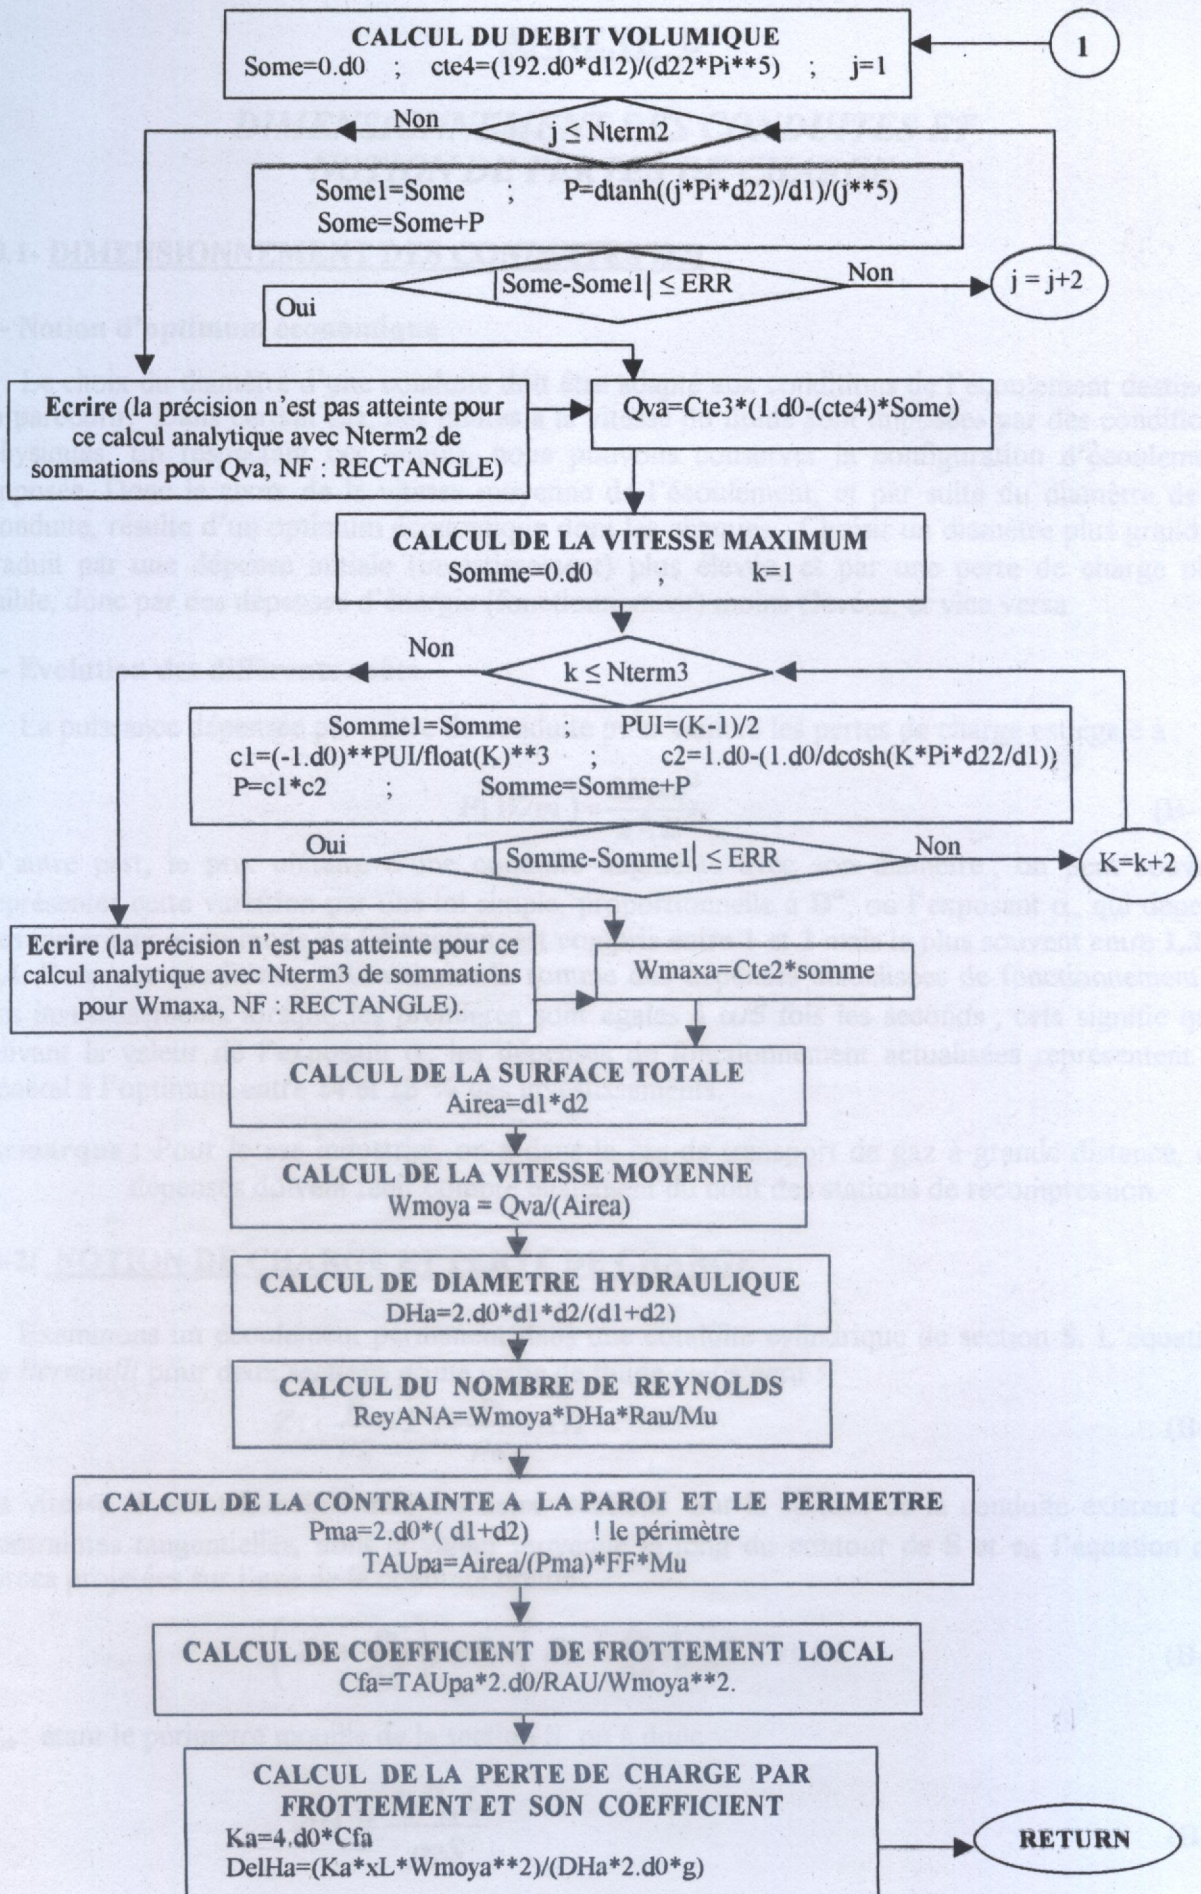 CALCUL DU DEBIT VOLUMIQUE
Some=0.d0 ; cte4=(192.d0*d12)/(d22*Pi**5) ; j=1
1
Non
j ≤ Nterm2
Some1=Some ; P=dtanh((j*Pi*d22)/d1)/(j**5)
Some=Some+P
|Some-Some1| ≤ ERR
Non
j = j+2
Oui
Ecrire (la précision n'est pas atteinte pour
ce calcul analytique avec Nterm2 de
sommations pour Qva, NF : RECTANGLE)
Qva=Cte3*(1.d0-(cte4)*Some)
CALCUL DE LA VITESSE MAXIMUM
Somme=0.d0 ; k=1
Non
k ≤ Nterm3
Somme1=Somme ; PUI=(K-1)/2
c1=(-1.d0)**PUI/float(K)**3 ; c2=1.d0-(1.d0/dcosh(K*Pi*d22/d1))
P=c1*c2 ; Somme=Somme+P
Oui
|Somme-Somme1| ≤ ERR
Non
K=k+2
Ecrire (la précision n'est pas atteinte pour ce
calcul analytique avec Nterm3 de sommations
pour Wmaxa, NF : RECTANGLE).
Wmaxa=Cte2*somme
CALCUL DE LA SURFACE TOTALE
Airea=d1*d2
CALCUL DE LA VITESSE MOYENNE
Wmoya = Qva/(Airea)
CALCUL DE DIAMETRE HYDRAULIQUE
DHa=2.d0*d1*d2/(d1+d2)
CALCUL DU NOMBRE DE REYNOLDS
ReyANA=Wmoya*DHa*Rau/Mu
CALCUL DE LA CONTRAINTE A LA PAROI ET LE PERIMETRE
Pma=2.d0*( d1+d2) ! le périmètre
TAUpa=Airea/(Pma)*FF*Mu
CALCUL DE COEFFICIENT DE FROTTEMENT LOCAL
Cfa=TAUpa*2.d0/RAU/Wmoya**2.
CALCUL DE LA PERTE DE CHARGE PAR
FROTTEMENT ET SON COEFFICIENT
Ka=4.d0*Cfa
DelHa=(Ka*xL*Wmoya**2)/(DHa*2.d0*g)
RETURN